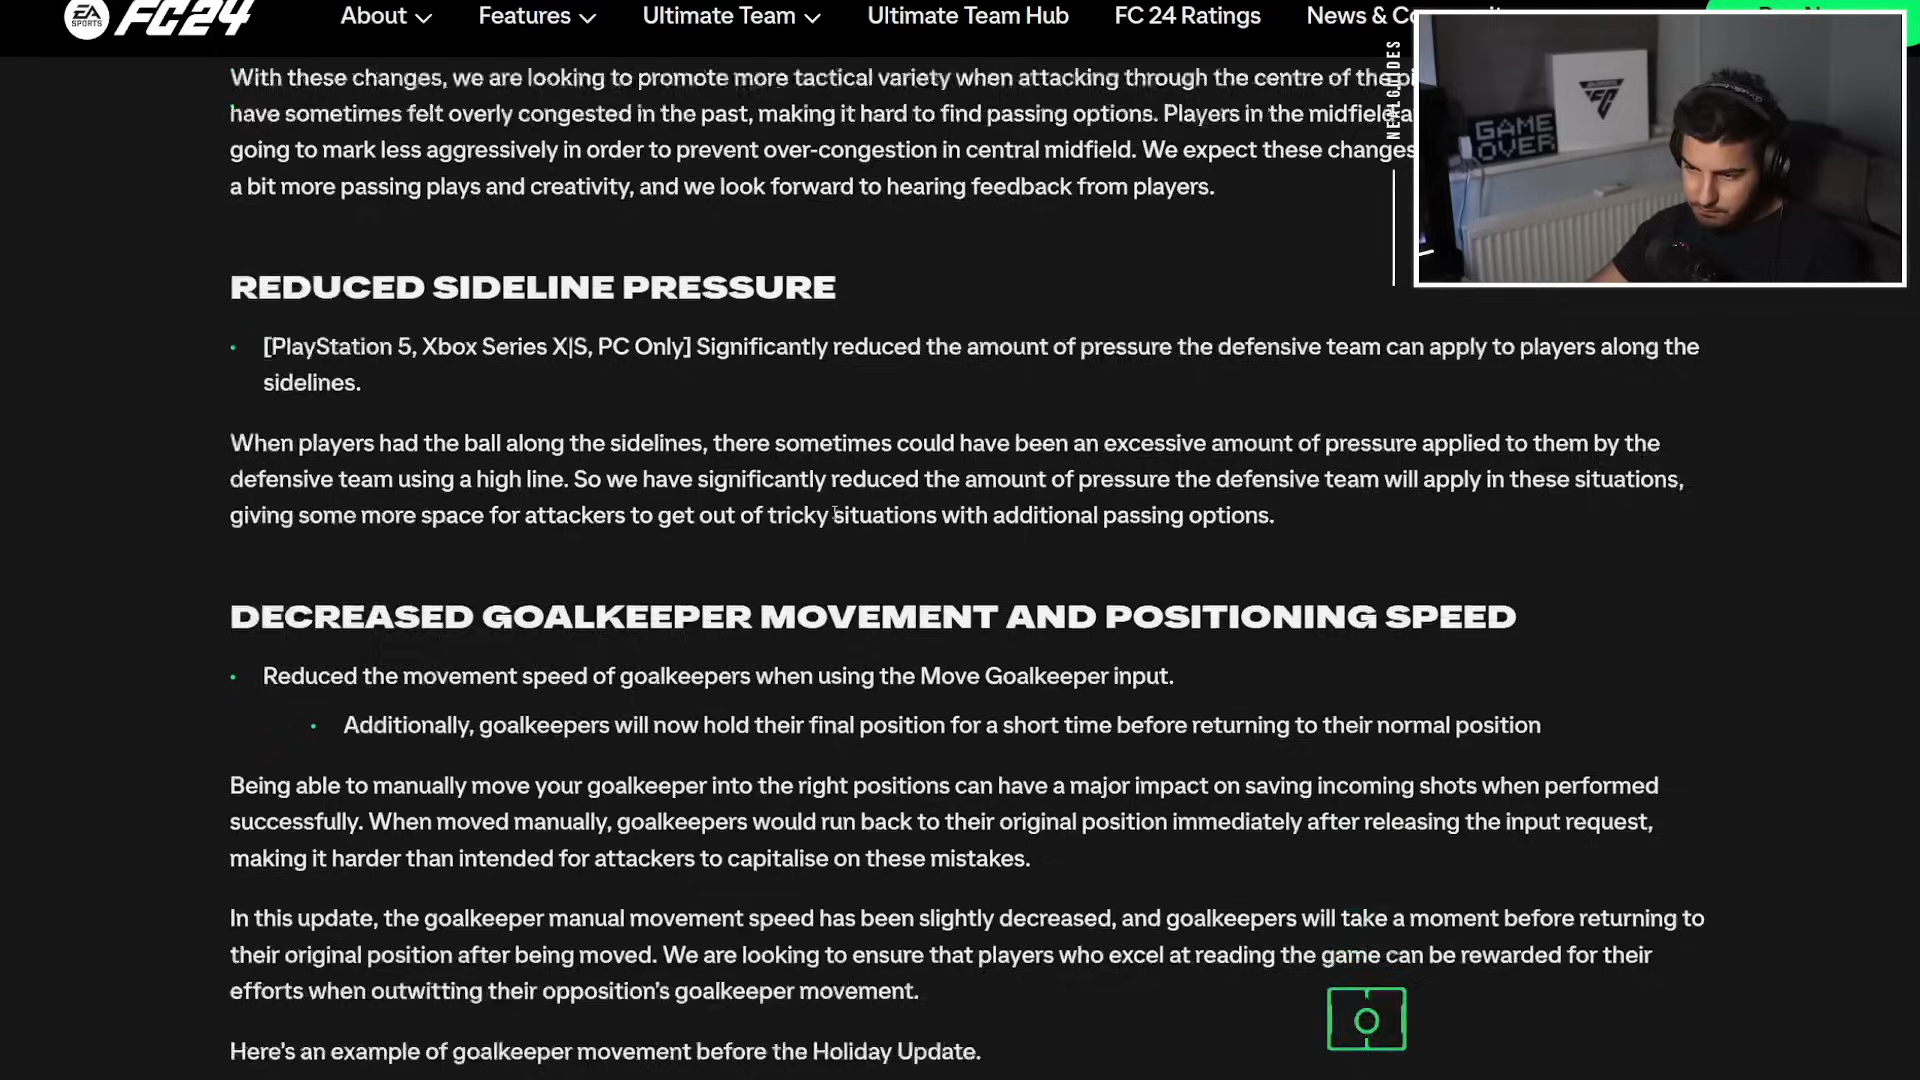 EA SPORTS FC24
About Features Ultimate Team Ultimate Team Hub FC 24 Ratings News &
With these changes, we are looking to promote more tactical variety when attacking through the centre of the
have sometimes felt overly congested in the past, making it hard to find passing options. Players in the midfield
going to mark less aggressively in order to prevent over-congestion in central midfield. We expect these changes
a bit more passing plays and creativity, and we look forward to hearing feedback from players.
NEALGUIDES
GAME
OVER
REDUCED SIDELINE PRESSURE
• [PlayStation 5, Xbox Series X|S, PC Only] Significantly reduced the amount of pressure the defensive team can apply to players along the
sidelines.
When players had the ball along the sidelines, there sometimes could have been an excessive amount of pressure applied to them by the
defensive team using a high line. So we have significantly reduced the amount of pressure the defensive team will apply in these situations,
giving some more space for attackers to get out of tricky situations with additional passing options.
DECREASED GOALKEEPER MOVEMENT AND POSITIONING SPEED
• Reduced the movement speed of goalkeepers when using the Move Goalkeeper input.
• Additionally, goalkeepers will now hold their final position for a short time before returning to their normal position
Being able to manually move your goalkeeper into the right positions can have a major impact on saving incoming shots when performed
successfully. When moved manually, goalkeepers would run back to their original position immediately after releasing the input request,
making it harder than intended for attackers to capitalise on these mistakes.
In this update, the goalkeeper manual movement speed has been slightly decreased, and goalkeepers will take a moment before returning to
their original position after being moved. We are looking to ensure that players who excel at reading the game can be rewarded for their
efforts when outwitting their opposition's goalkeeper movement.
Here's an example of goalkeeper movement before the Holiday Update.